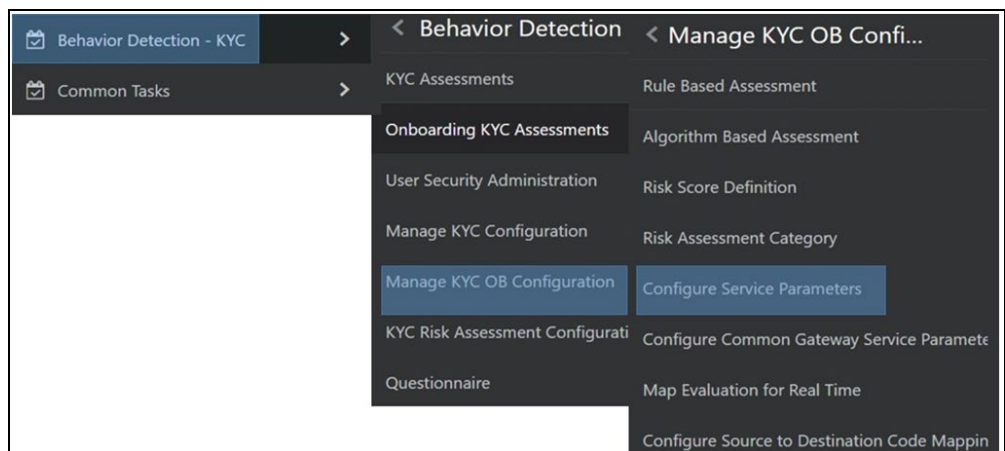 Behavior Detection - KYC
Common Tasks
Behavior Detection
KYC Assessments
Onboarding KYC Assessments
User Security Administration
Manage KYC Configuration
Manage KYC OB Configuration
KYC Risk Assessment Configurati
Questionnaire
Manage KYC OB Confi...
Rule Based Assessment
Algorithm Based Assessment
Risk Score Definition
Risk Assessment Category
Configure Service Parameters
Configure Common Gateway Service Paramete
Map Evaluation for Real Time
Configure Source to Destination Code Mappin